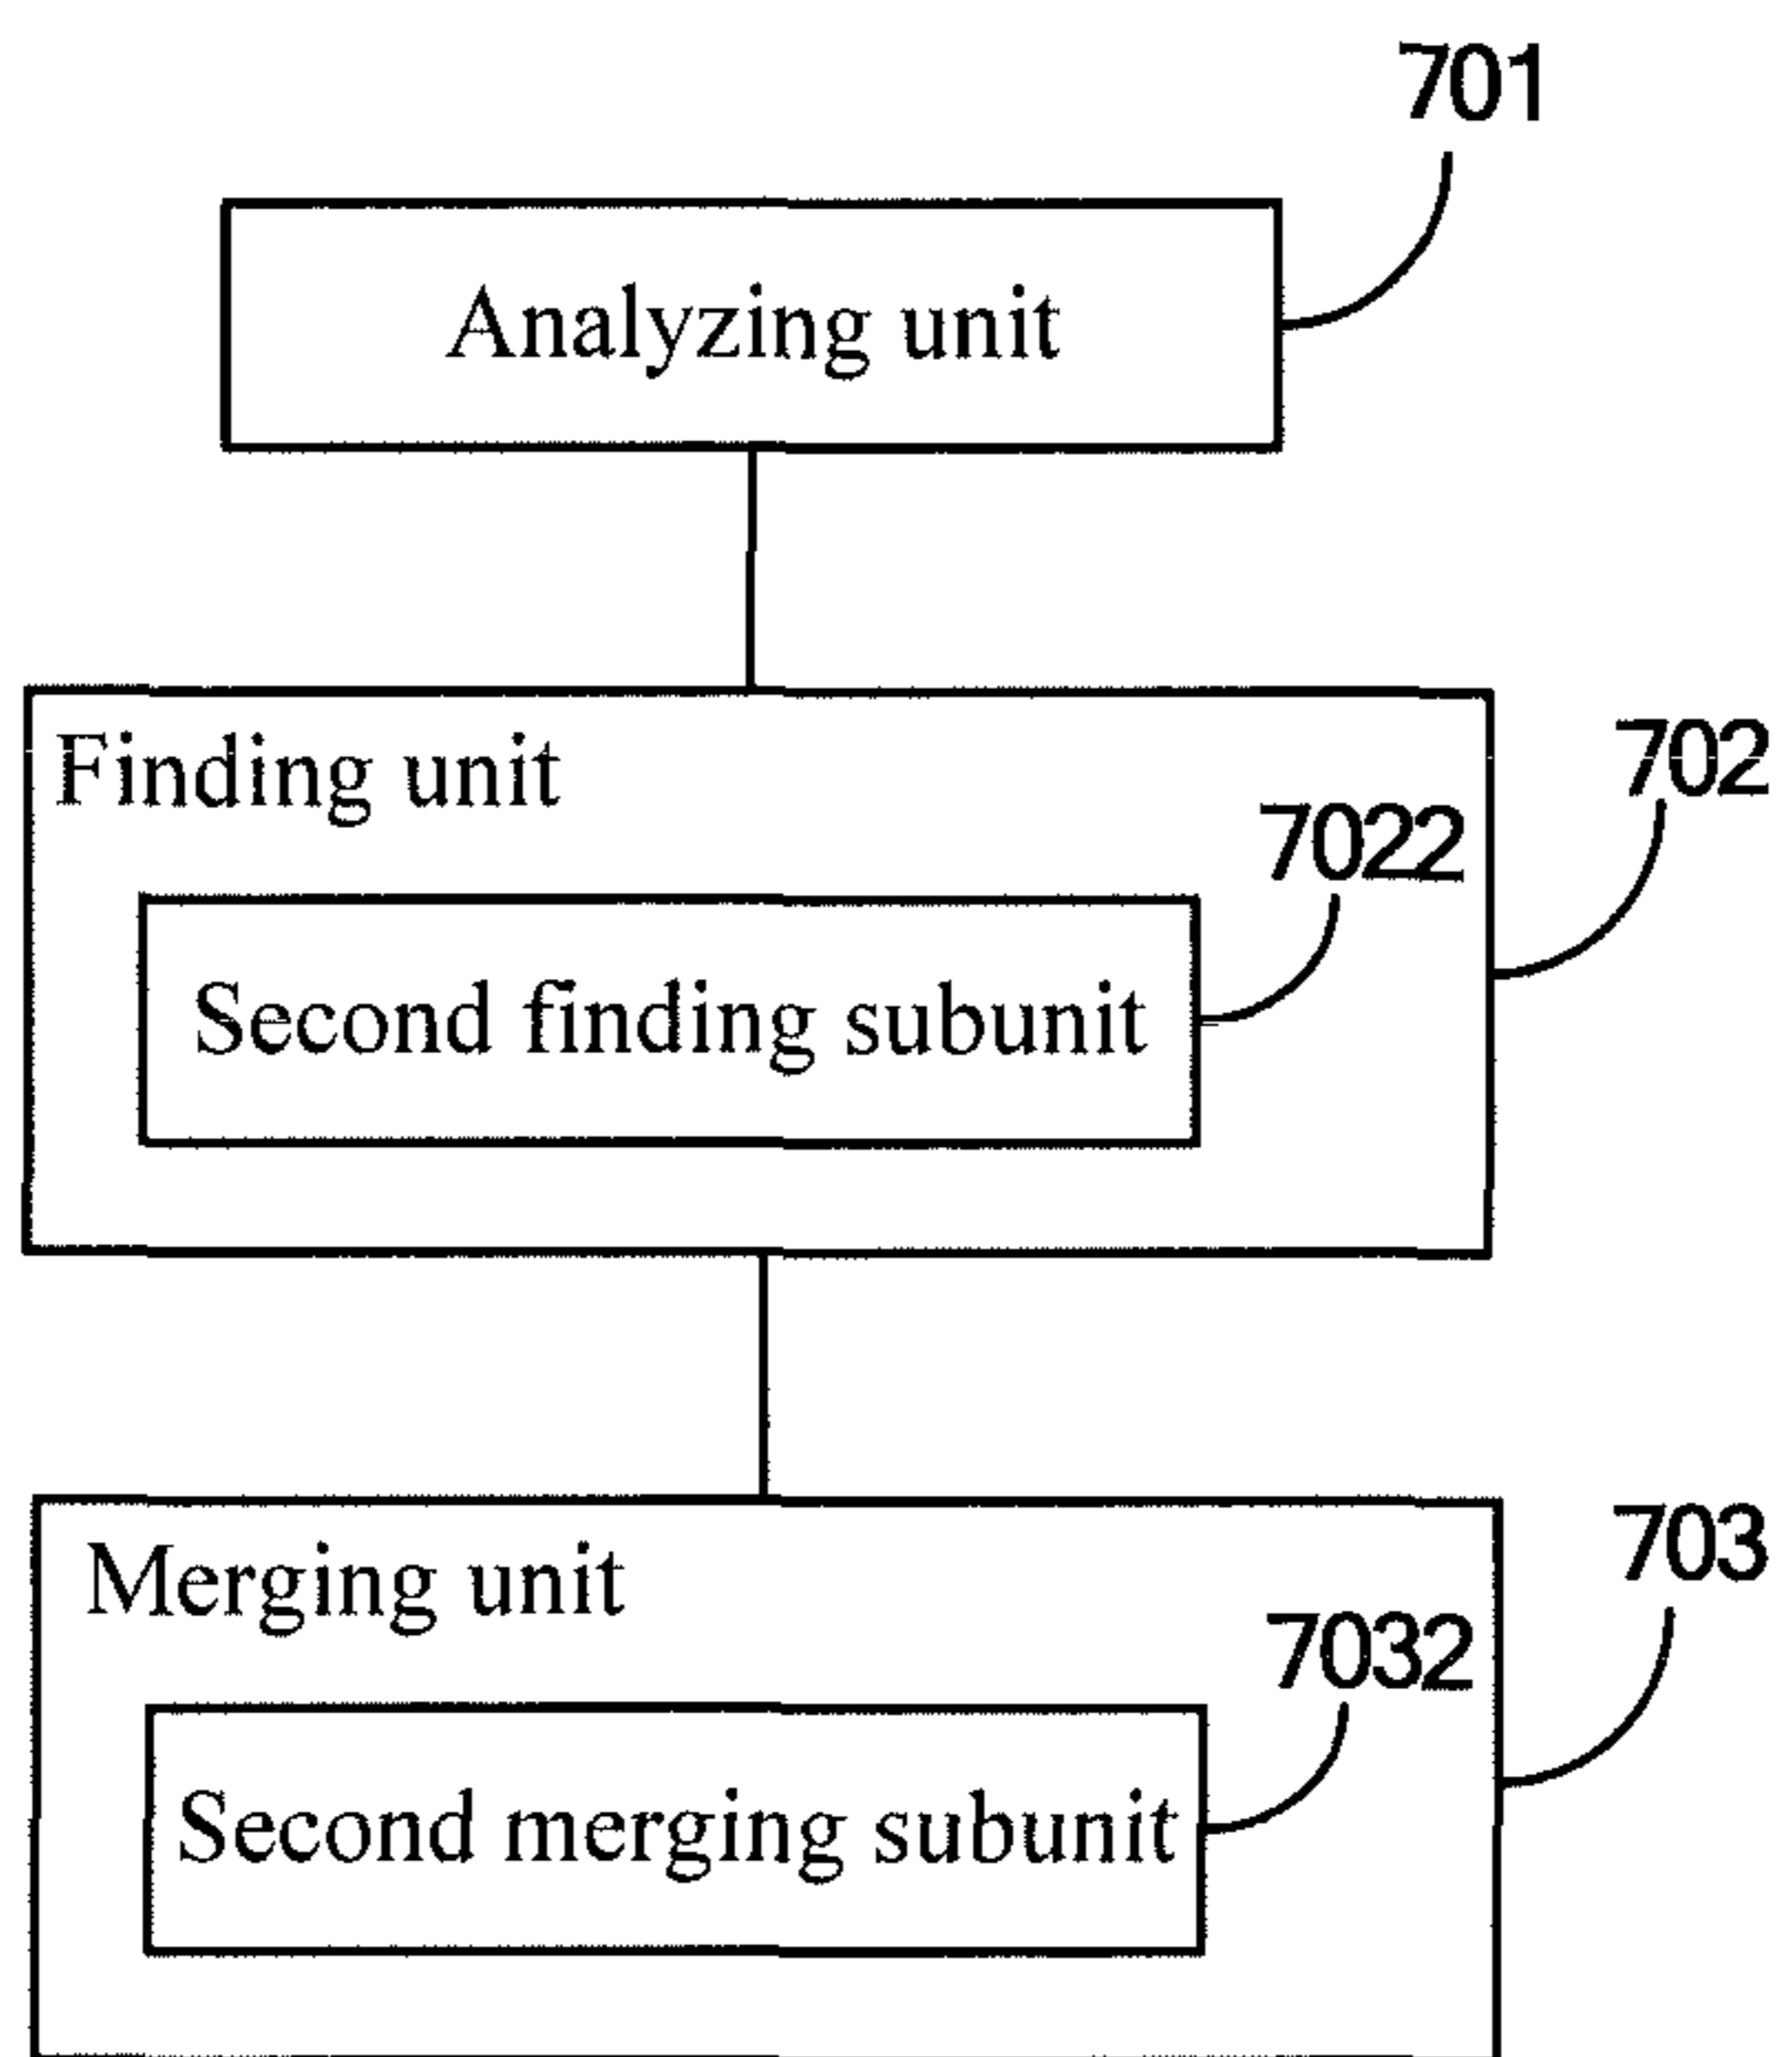 701
Analyzing unit
Finding unit
702
7022
Second finding subunit
Merging unit
703
7032
Second merging subunit